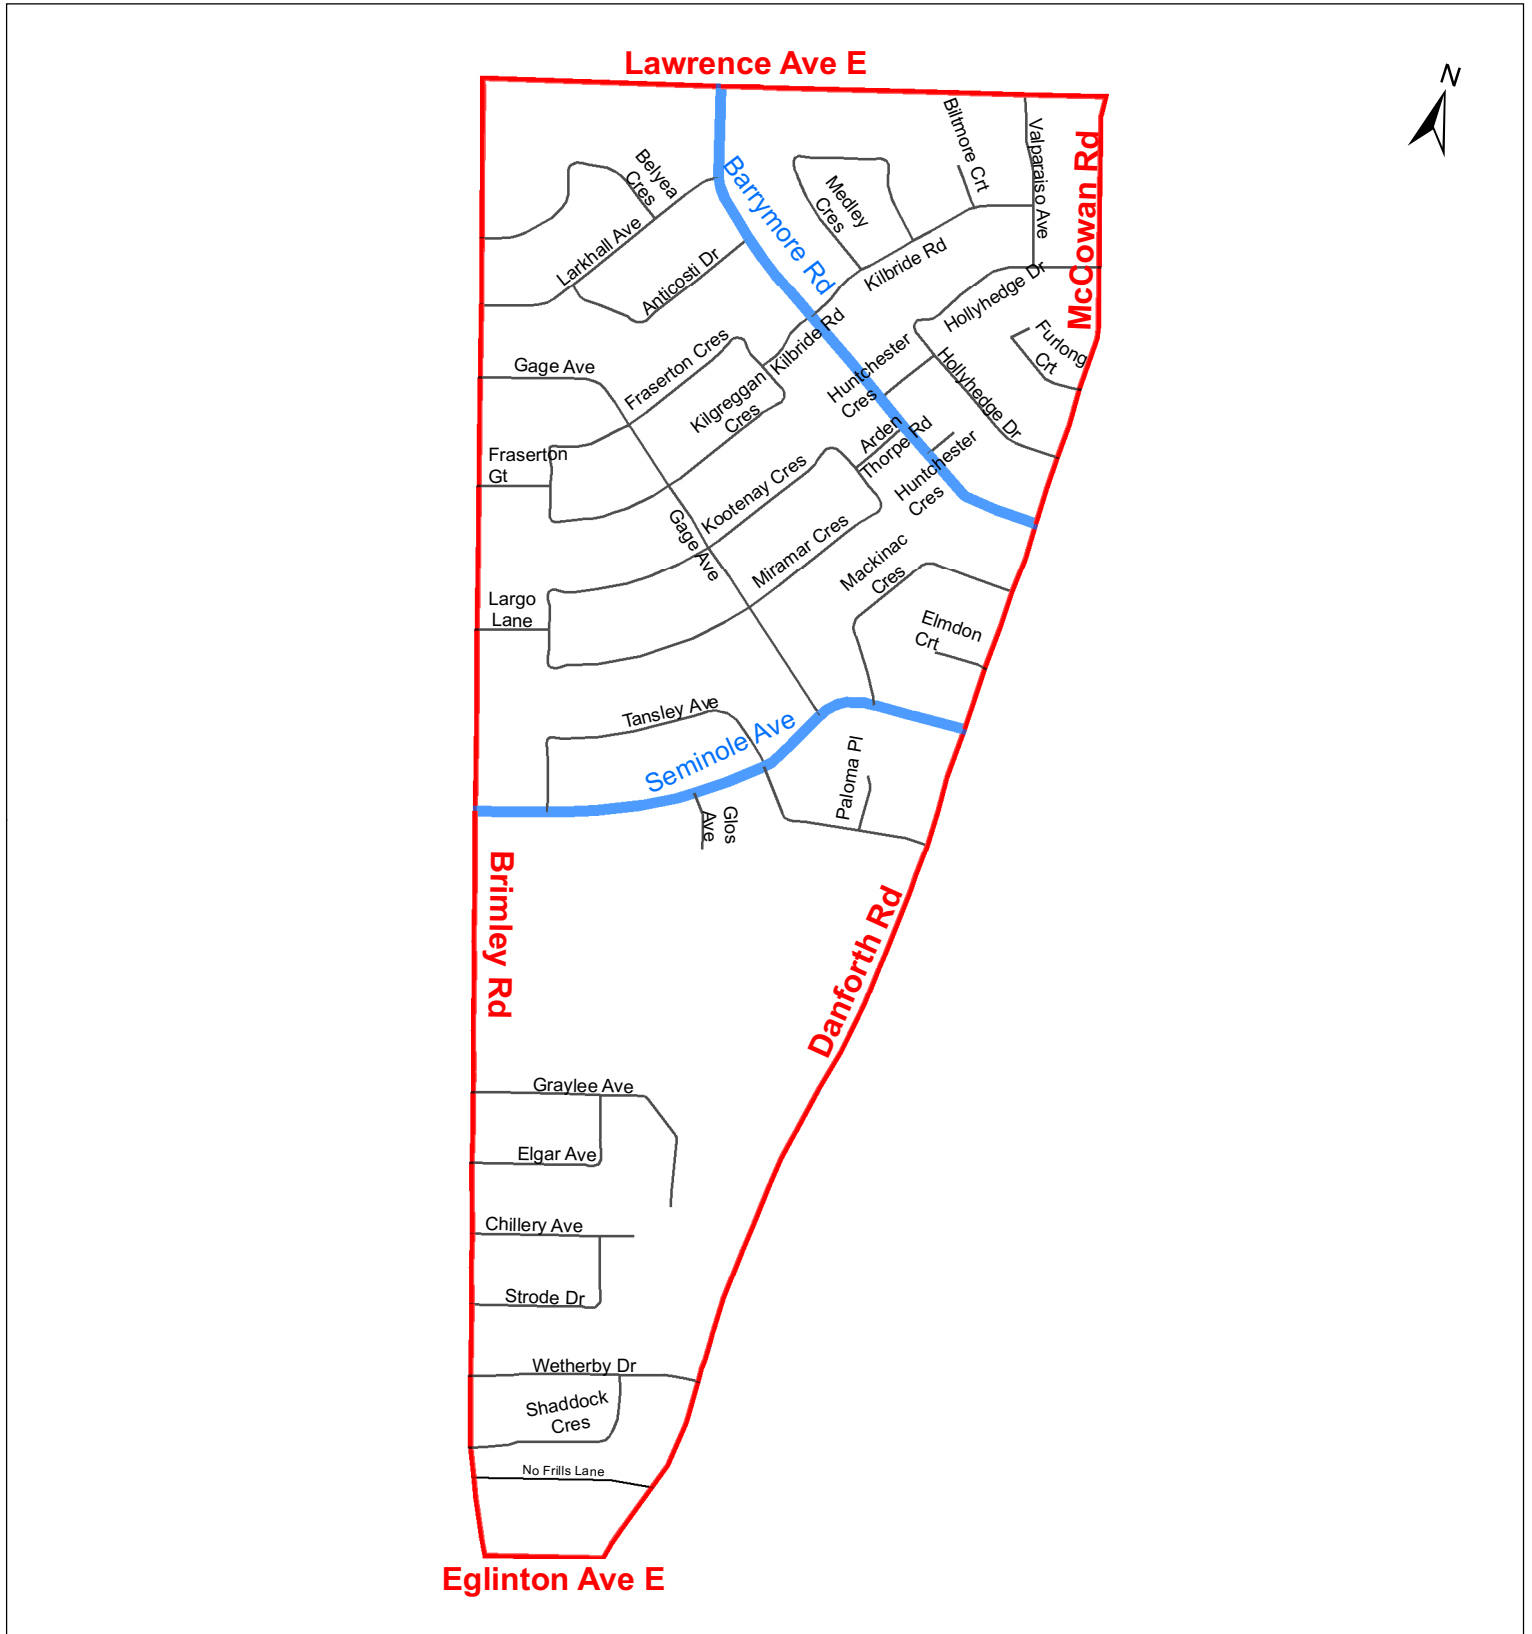 Lawrence Ave E
N
Biltmore Crt
Valparaiso Ave
McCowan Rd
Belyea
Cres
Barrymore Rd
Medley
Cres
Larkhall Ave
Anticosti Dr
Kilbride Rd
Hollyhedge Dr
Furlong
Crt
Gage Ave
Fraserton Cres
Kilbride Rd
Huntchester
Cres
Hollyhedge Dr
Kilgreggan
Cres
Fraserton
Gt
Arden
Thorpe Rd
Kootenay Cres
Huntchester
Cres
Gage Ave
Miramar Cres
Mackinac
Cres
Largo
Lane
Elmdon
Crt
Tansley Ave
Seminole Ave
Paloma Pl
Glos
Ave
Brimley Rd
Danforth Rd
Graylee Ave
Elgar Ave
Chillery Ave
Strode Dr
Wetherby Dr
Shaddock
Cres
No Frills Lane
Eglinton Ave E